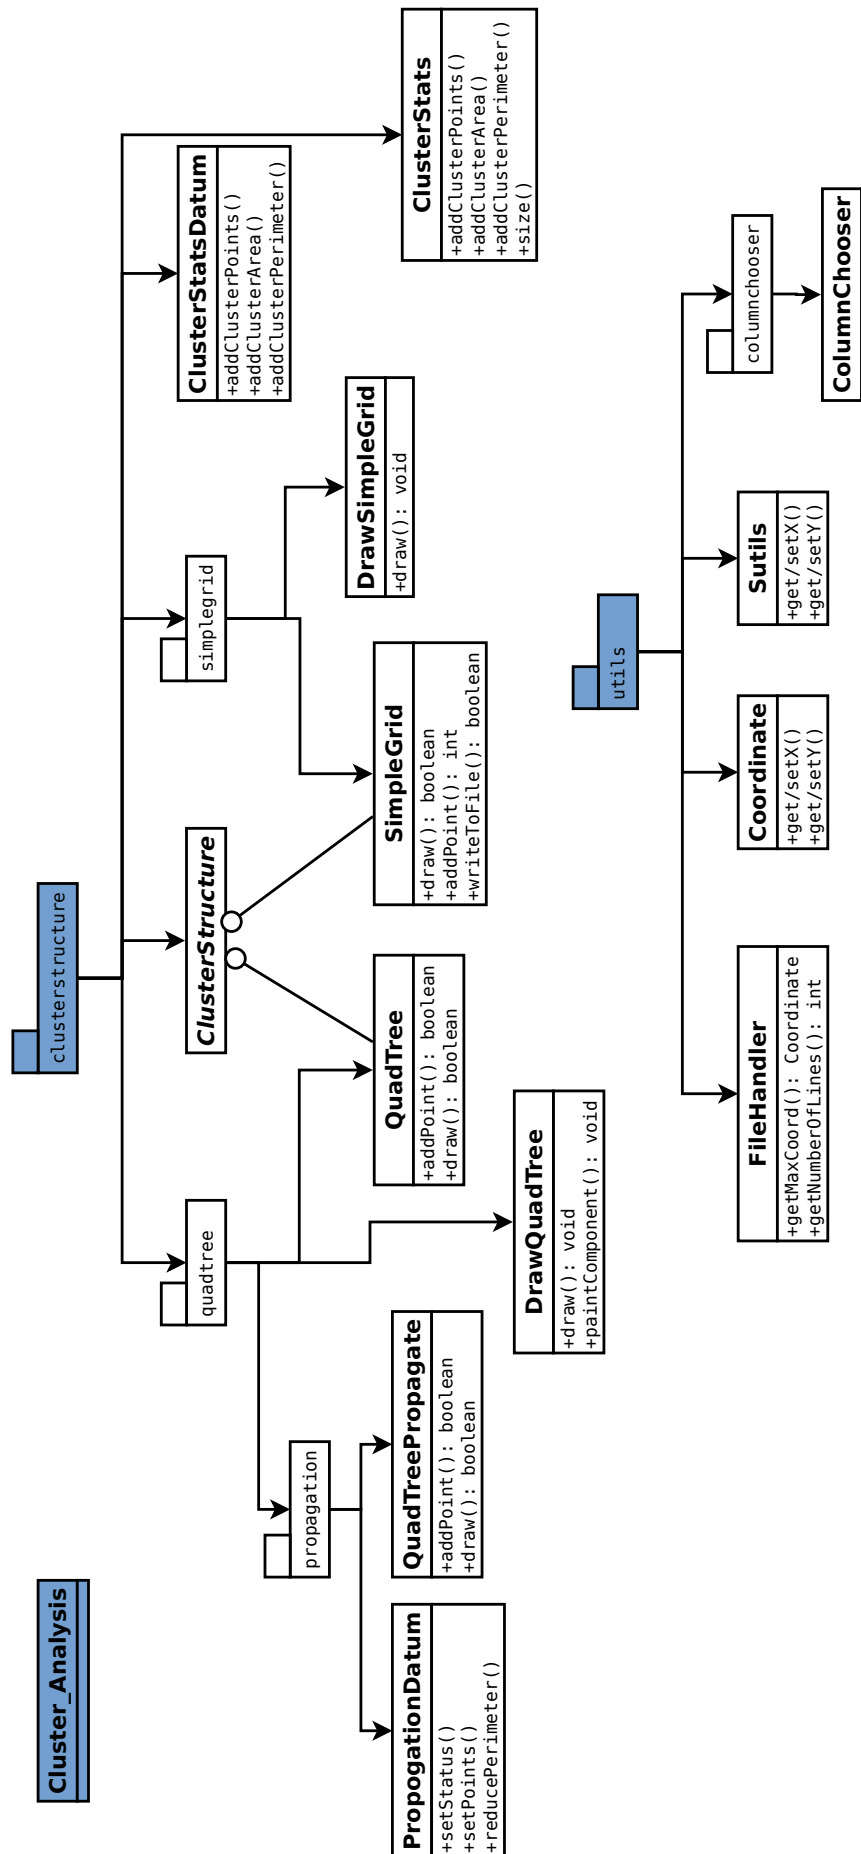 Cluster_Analysis
clusterstructure
quadtree
ClusterStructure
simplegrid
ClusterStatsDatum
+addClusterPoints()
+addClusterArea()
+addClusterPerimeter()
ClusterStats
+addClusterPoints()
+addClusterArea()
+addClusterPerimeter()
+size()
propagation
PropogationDatum
+setStatus()
+setPoints()
+reducePerimeter()
QuadTreePropagate
+addPoint(): boolean
+draw(): boolean
DrawQuadTree
+draw(): void
+paintComponent(): void
QuadTree
+addPoint(): boolean
+draw(): boolean
SimpleGrid
+draw(): boolean
+addPoint(): int
+writeToFile(): boolean
DrawSimpleGrid
+draw(): void
utils
FileHandler
+getMaxCoord(): Coordinate
+getNumberOfLines(): int
Coordinate
+get/setX()
+get/setY()
Sutils
+get/setX()
+get/setY()
columnchooser
ColumnChooser